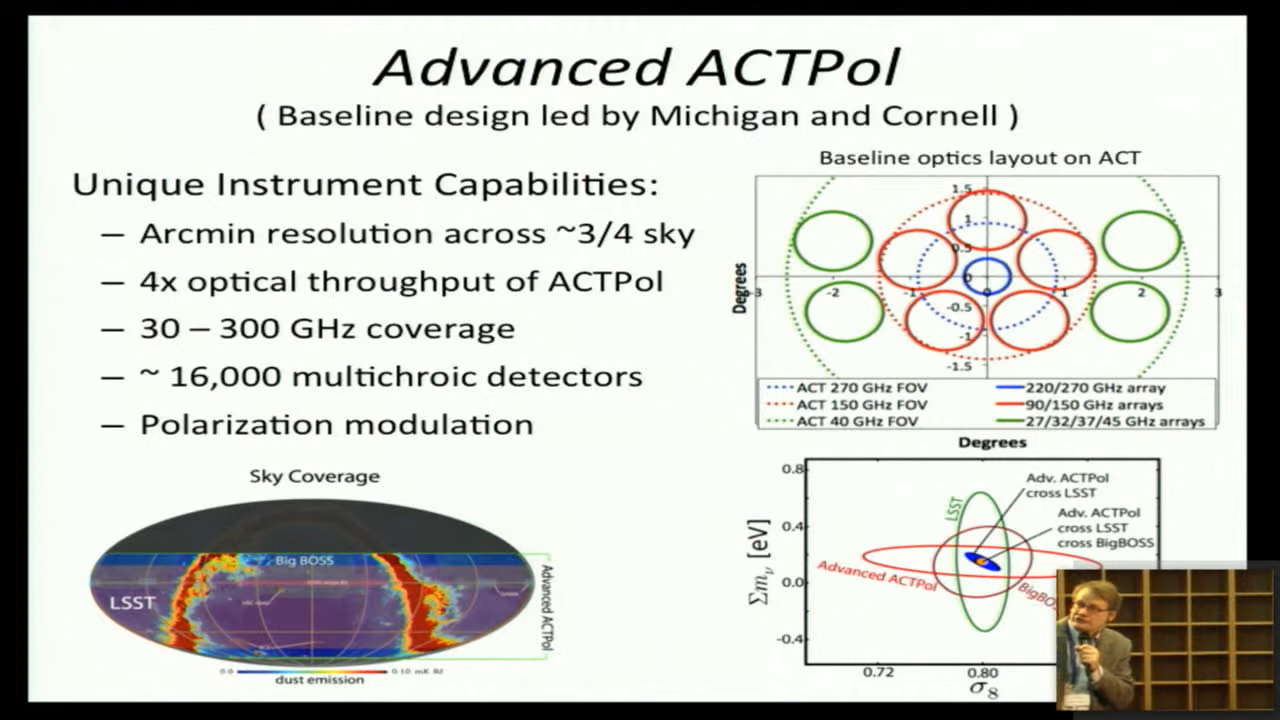 Advanced ACTPol
( Baseline design led by Michigan and Cornell )
Unique Instrument Capabilities:
– Arcmin resolution across ~3/4 sky
– 4x optical throughput of ACTPol
– 30 – 300 GHz coverage
– ~ 16,000 multichroic detectors
– Polarization modulation
Baseline optics layout on ACT
1.5
1
0.5
0
-0.5
-1
-1.5
-3 -2 -1 0 1 2 3
Degrees
ACT 270 GHz FOV 220/270 GHz array
ACT 150 GHz FOV 90/150 GHz arrays
ACT 40 GHz FOV 27/32/37/45 GHz arrays
Degrees
Sky Coverage
Big BOSS
LSST
Advanced ACTPol
0.0 0.10 mK RJ
dust emission
0.8
0.4
0.0
-0.4
Σmν [eV]
LSST
Adv. ACTPol
cross LSST
Adv. ACTPol
cross LSST
cross BigBOSS
Advanced ACTPol
0.72 0.80
σ8